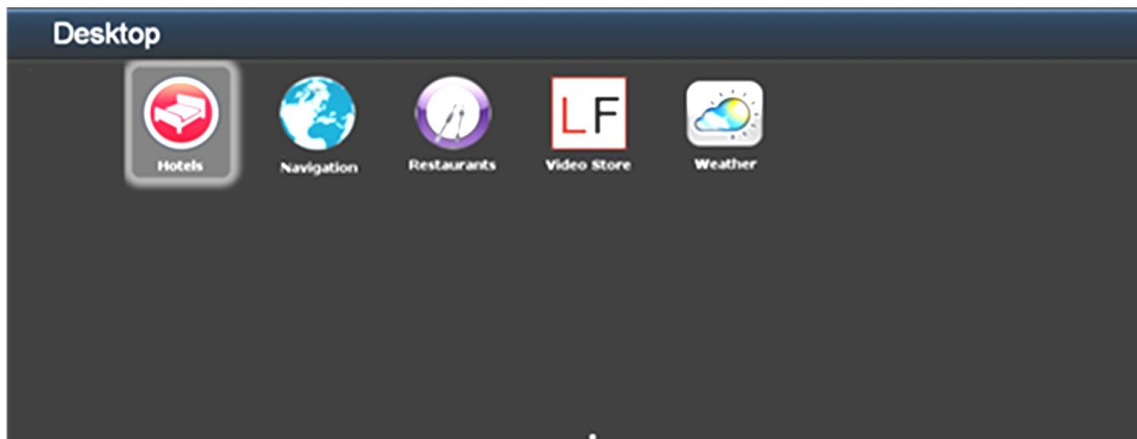 Desktop
Hotels
Navigation
Restaurants
LF
Video Store
Weather